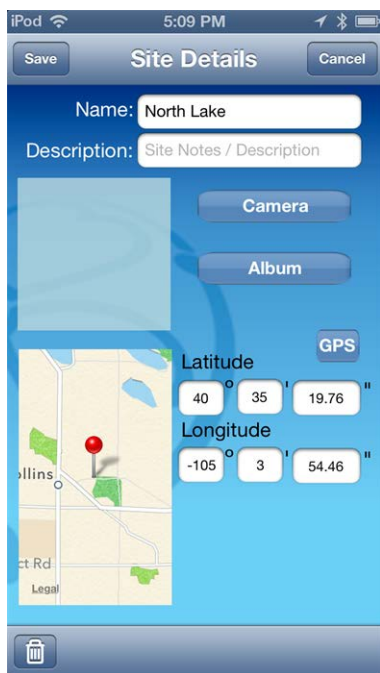 iPod 5:09 PM
Save Site Details Cancel
Name: North Lake
Description: Site Notes / Description
Camera
Album
GPS
Latitude
40 o 35 ' 19.76 "
Longitude
-105 o 3 ' 54.46 "
ollins
ct Rd
Legal